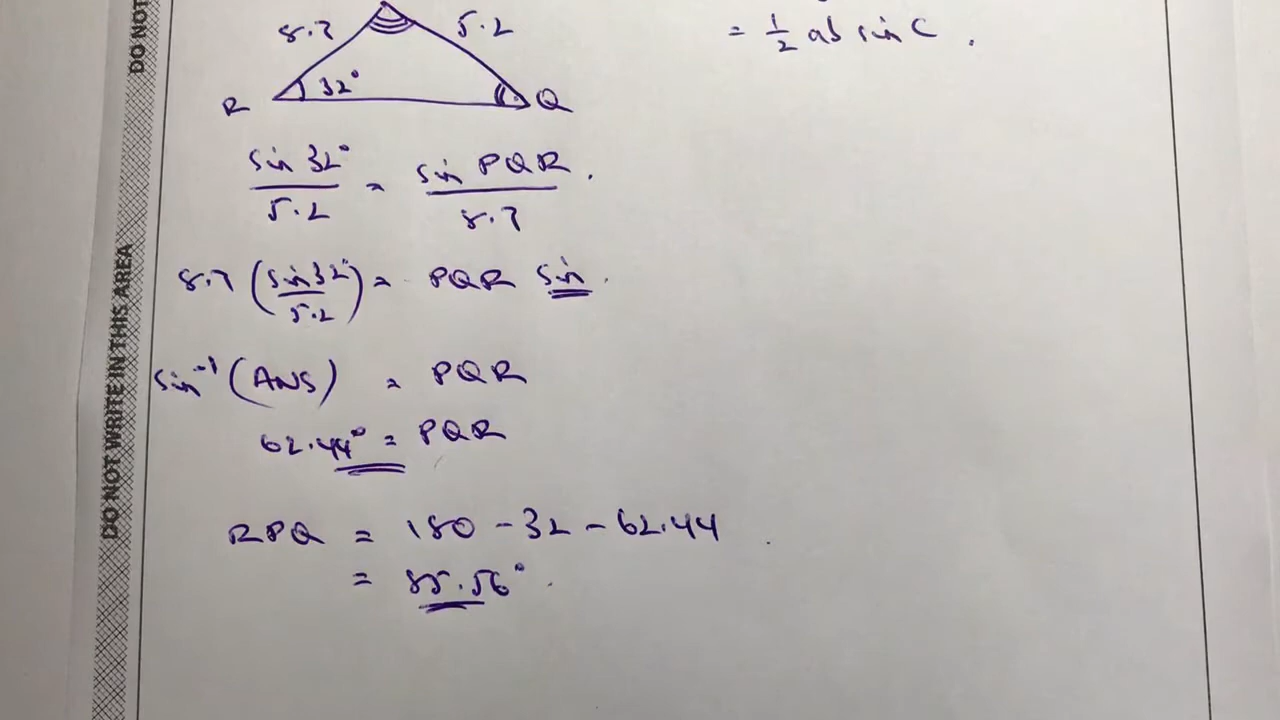 DO NOT
8.7
5.2
= 1/2 ab sin C .
R
32°
Q
sin 32° / 5.2 = sin PQR / 8.7 .
8.7 (sin 32° / 5.2) = PQR sin .
sin⁻¹ (ANS) = PQR
62.44° = PQR
RPQ = 180 - 32 - 62.44
= 85.56°
DO NOT WRITE IN THIS AREA